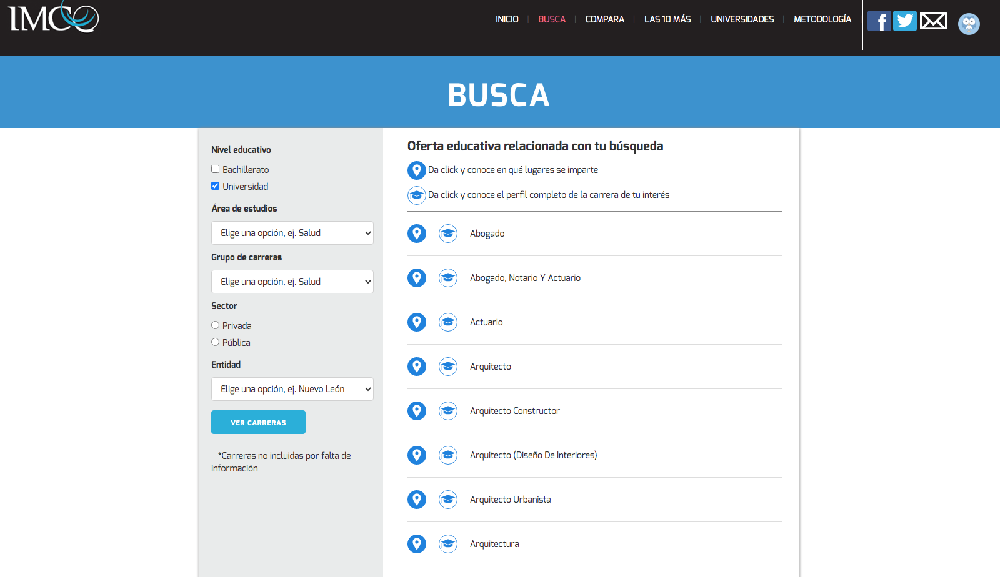 IMCO
INICIO
BUSCA
COMPARA
LAS 10 MÁS
UNIVERSIDADES
METODOLOGÍA
BUSCA
Nivel educativo
Bachillerato
Universidad
Área de estudios
Elige una opción, ej. Salud
Grupo de carreras
Elige una opción, ej. Salud
Sector
Privada
Pública
Entidad
Elige una opción, ej. Nuevo León
VER CARRERAS
*Carreras no incluidas por falta de
información
Oferta educativa relacionada con tu búsqueda
Da click y conoce en qué lugares se imparte
Da click y conoce el perfil completo de la carrera de tu interés
Abogado
Abogado, Notario Y Actuario
Actuario
Arquitecto
Arquitecto Constructor
Arquitecto (Diseño De Interiores)
Arquitecto Urbanista
Arquitectura